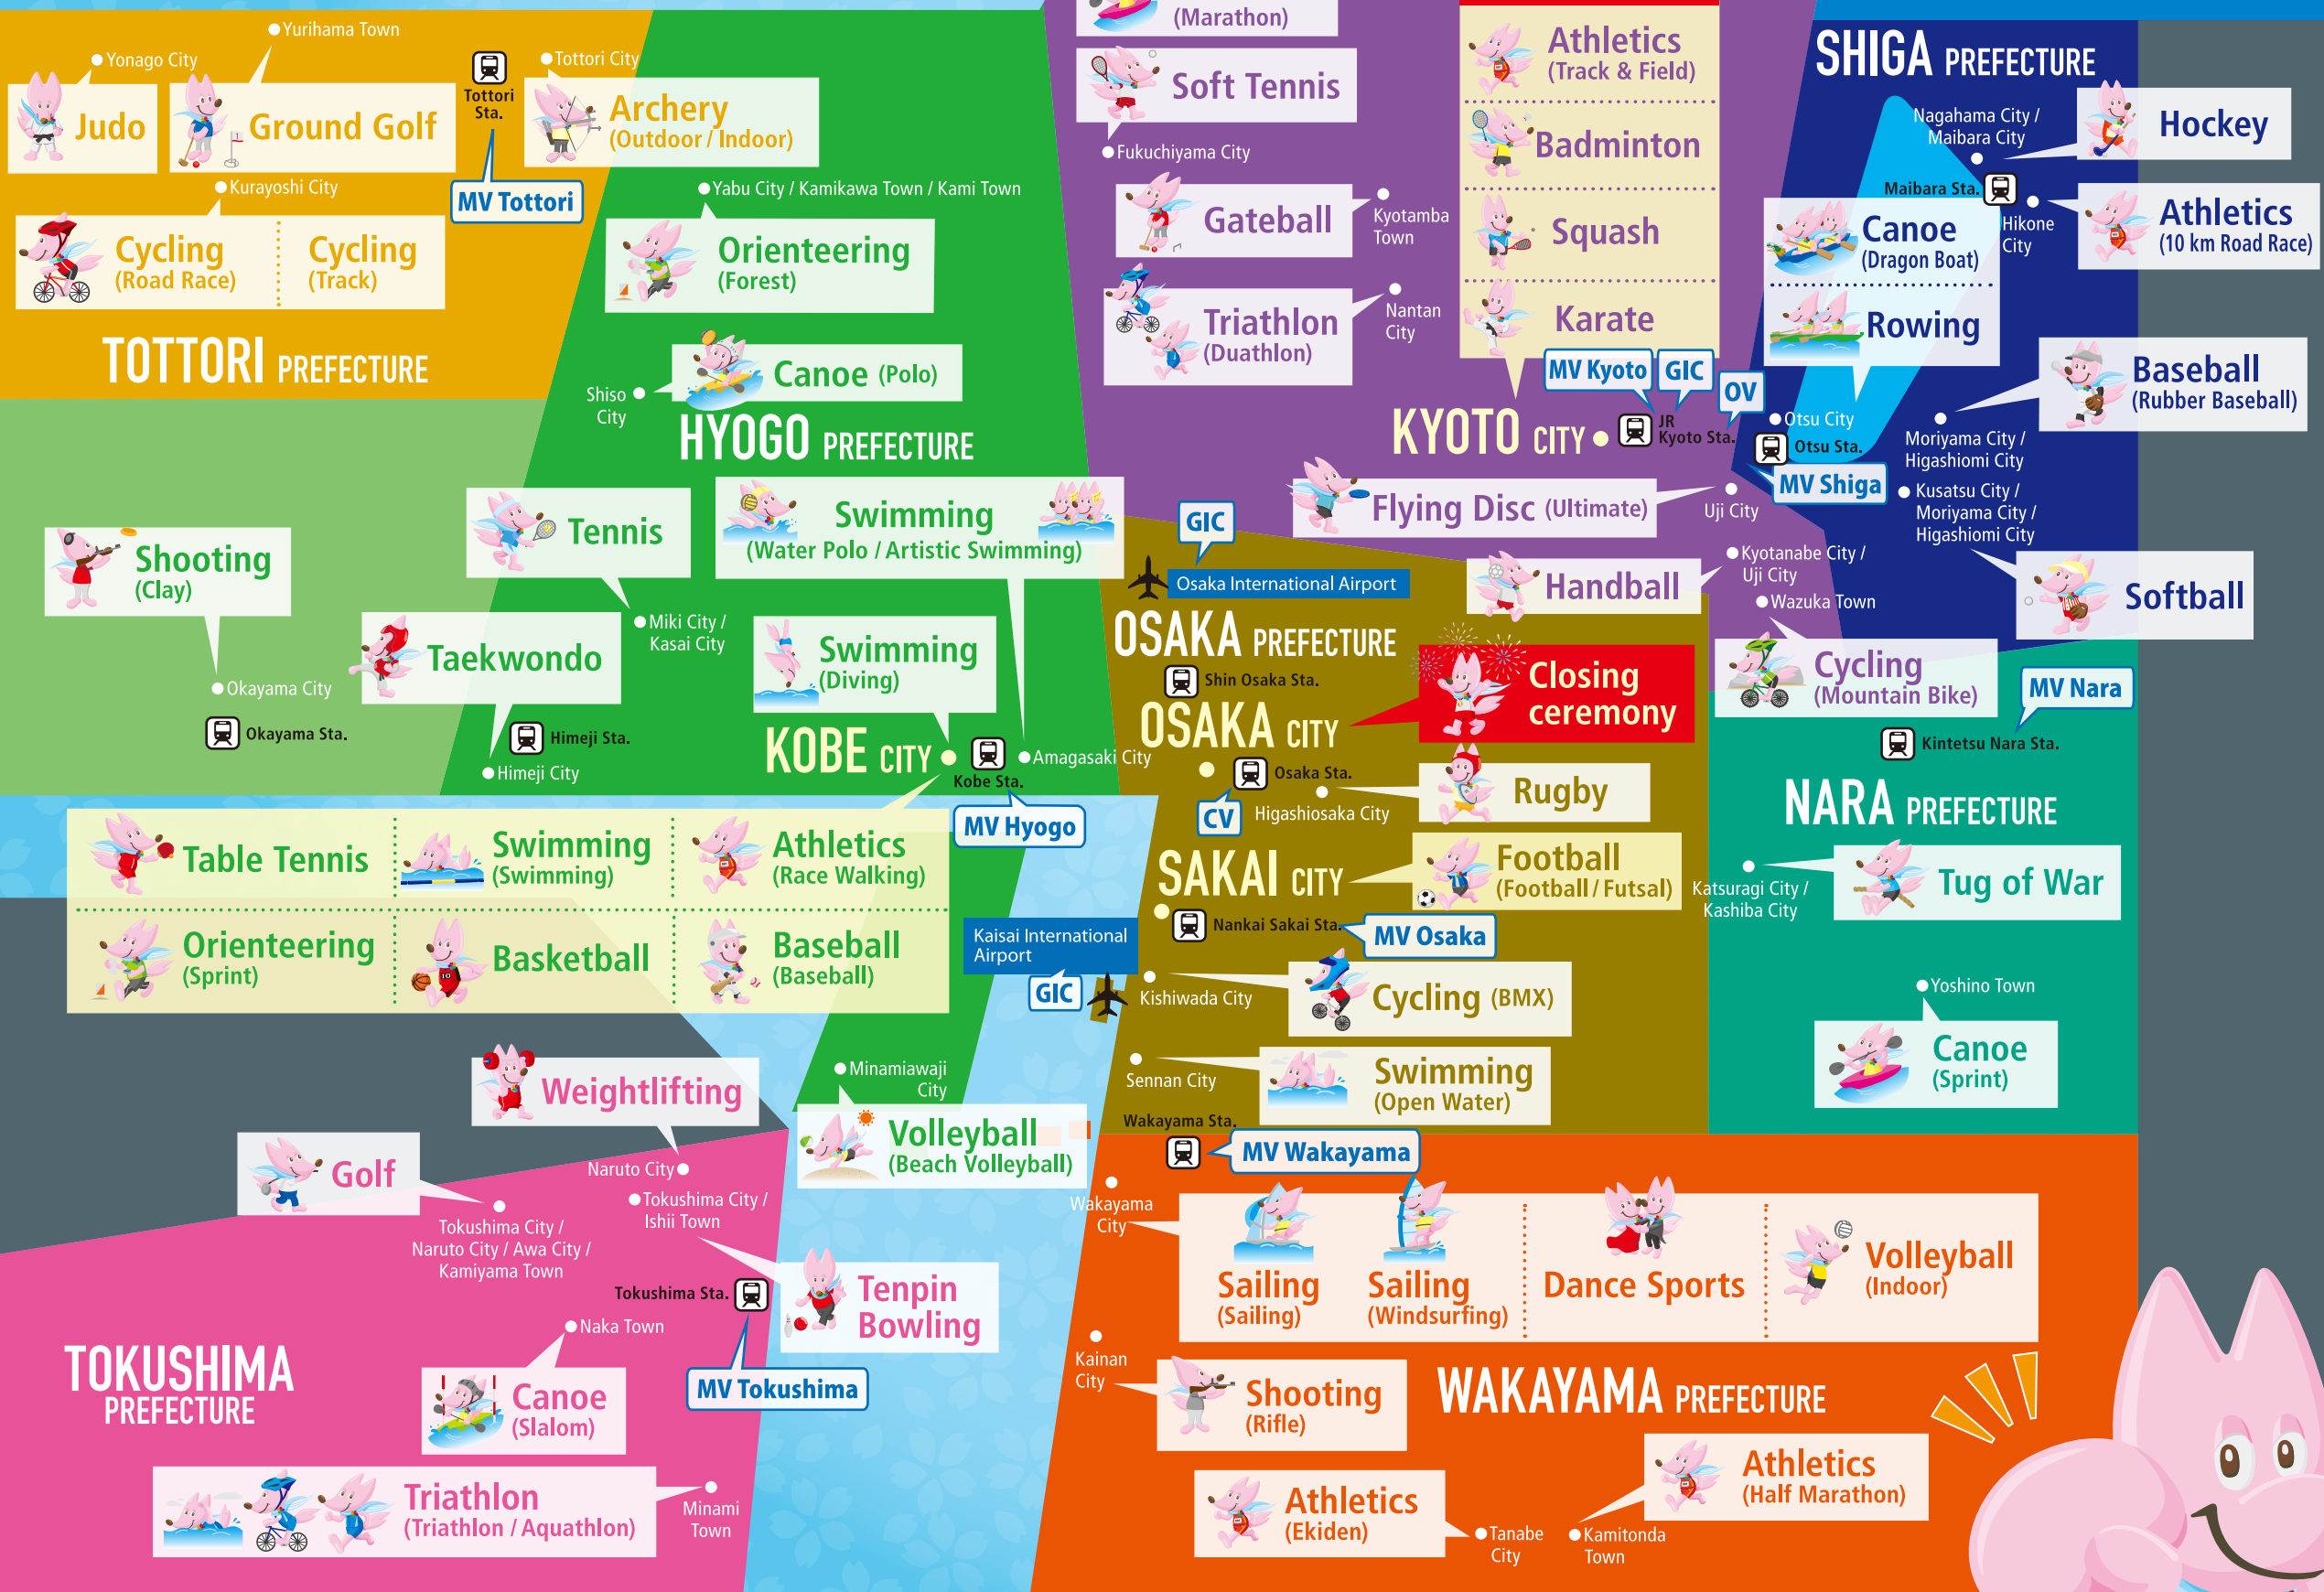 Yurihama Town
Yonago City
Judo
Ground Golf
Tottori
Sta.
MV Tottori
Tottori City
Archery
(Outdoor / Indoor)
Kurayoshi City
Cycling
(Road Race)
Cycling
(Track)
TOTTORI PREFECTURE
Yabu City / Kamikawa Town / Kami Town
Orienteering
(Forest)
Canoe (Polo)
Shiso
City
HYOGO PREFECTURE
Shooting
(Clay)
Okayama City
Okayama Sta.
Tennis
Miki City /
Kasai City
Swimming
(Water Polo / Artistic Swimming)
Taekwondo
Himeji Sta.
Himeji City
Swimming
(Diving)
KOBE CITY
Kobe Sta.
Amagasaki City
MV Hyogo
Table Tennis
Swimming
(Swimming)
Athletics
(Race Walking)
Orienteering
(Sprint)
Basketball
10
Baseball
(Baseball)
Minamiawaji
City
Volleyball
(Beach Volleyball)
(Marathon)
Soft Tennis
Fukuchiyama City
Gateball
Kyotamba
Town
Triathlon
(Duathlon)
Nantan
City
Athletics
(Track & Field)
Badminton
Squash
Karate
MV Kyoto
GIC
OV
KYOTO CITY
JR
Kyoto Sta.
Flying Disc (Ultimate)
Uji City
Handball
Kyotanabe City /
Uji City
Wazuka Town
Cycling
(Mountain Bike)
SHIGA PREFECTURE
Nagahama City /
Maibara City
Hockey
Maibara Sta.
Hikone
City
Athletics
(10 km Road Race)
Canoe
(Dragon Boat)
Rowing
Otsu City
Otsu Sta.
MV Shiga
Baseball
(Rubber Baseball)
Moriyama City /
Higashiomi City
Kusatsu City /
Moriyama City /
Higashiomi City
Softball
GIC
Osaka International Airport
OSAKA PREFECTURE
Shin Osaka Sta.
Closing
ceremony
OSAKA CITY
Osaka Sta.
CV
Higashiosaka City
Rugby
SAKAI CITY
Football
(Football / Futsal)
Nankai Sakai Sta.
MV Osaka
Kaisai International
Airport
GIC
Kishiwada City
Cycling (BMX)
Sennan City
Swimming
(Open Water)
MV Nara
Kintetsu Nara Sta.
NARA PREFECTURE
Katsuragi City /
Kashiba City
Tug of War
Yoshino Town
Canoe
(Sprint)
Weightlifting
Naruto City
Golf
Tokushima City /
Naruto City / Awa City /
Kamiyama Town
Tokushima City /
Ishii Town
Tenpin
Bowling
Tokushima Sta.
MV Tokushima
Naka Town
Canoe
(Slalom)
TOKUSHIMA
PREFECTURE
Triathlon
(Triathlon / Aquathlon)
Minami
Town
Wakayama Sta.
MV Wakayama
Wakayama
City
Sailing
(Sailing)
Sailing
(Windsurfing)
Dance Sports
Volleyball
(Indoor)
Kainan
City
Shooting
(Rifle)
WAKAYAMA PREFECTURE
Athletics
(Ekiden)
Tanabe
City
Athletics
(Half Marathon)
Kamitonda
Town